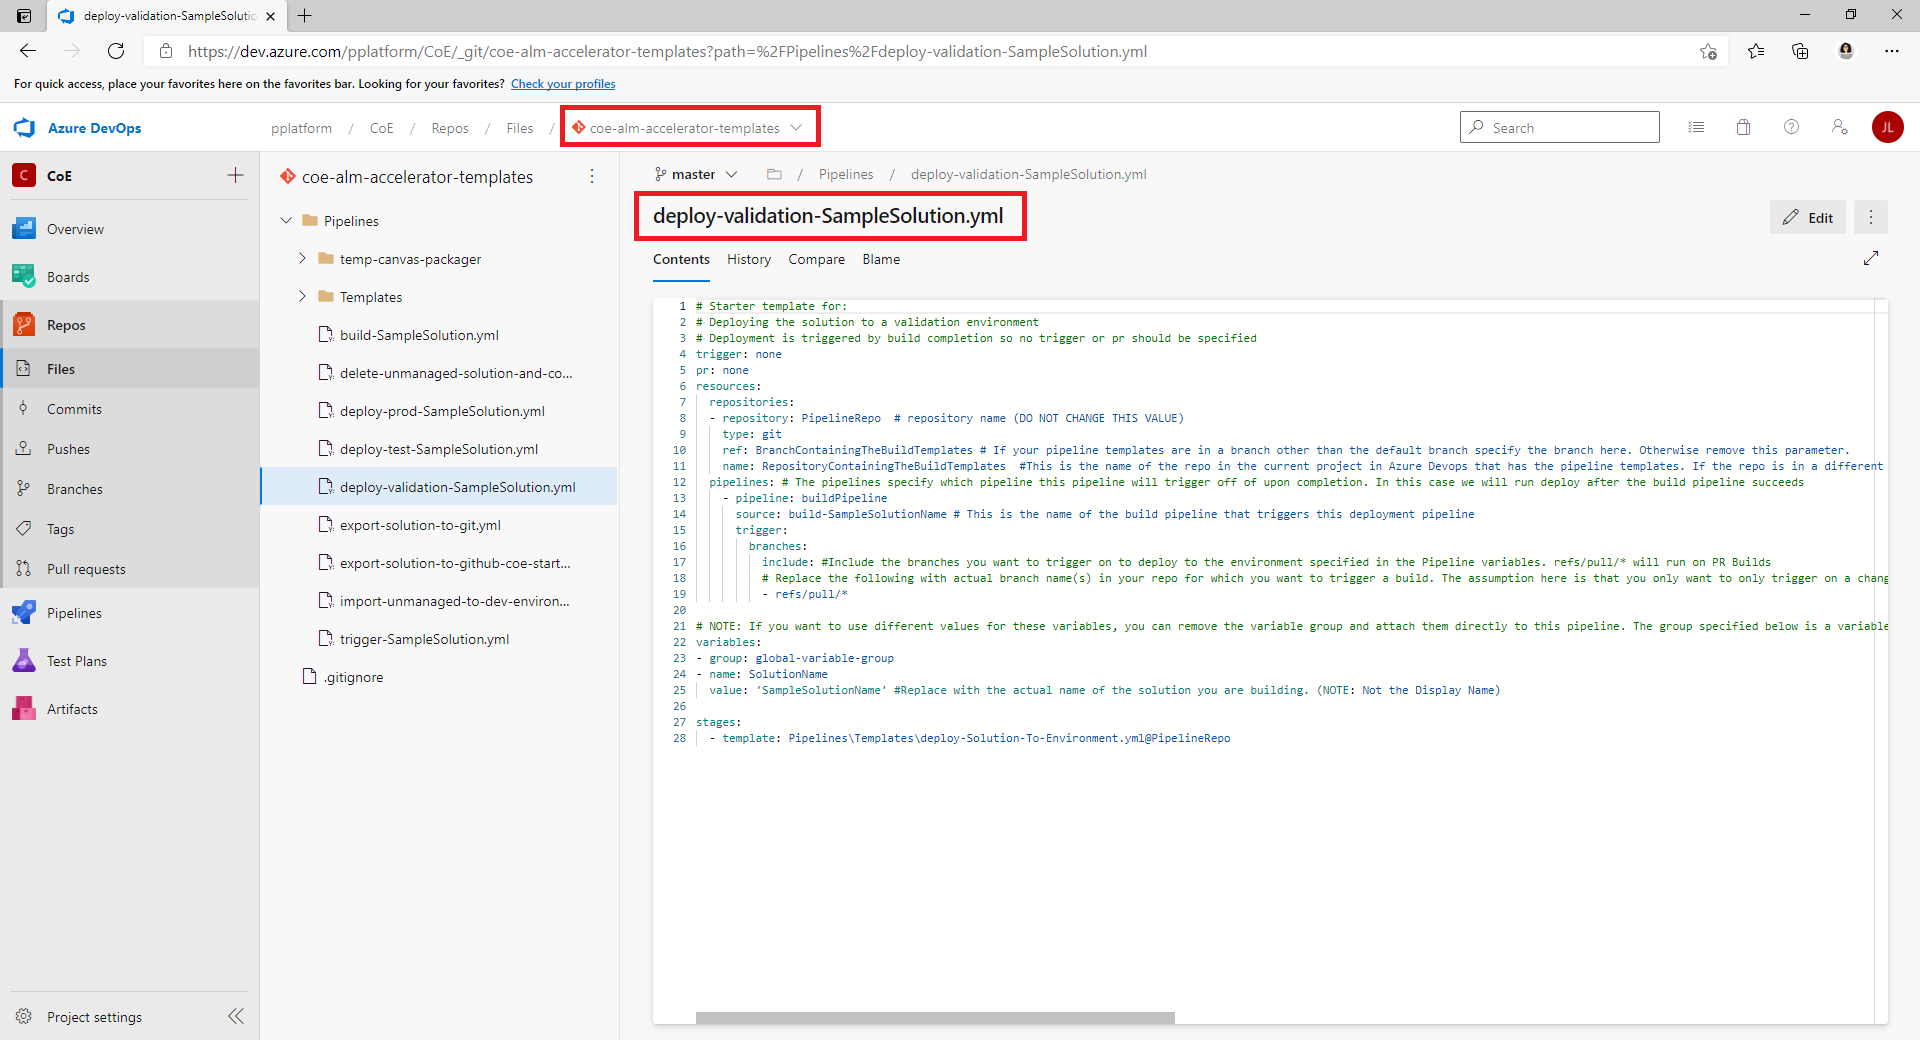 deploy-validation-SampleSolutio
https://dev.azure.com/pplatform/CoE/_git/coe-alm-accelerator-templates?path=%2FPipelines%2Fdeploy-validation-SampleSolution.yml
For quick access, place your favorites here on the favorites bar. Looking for your favorites? Check your profiles
Azure DevOps
pplatform / CoE / Repos / Files / coe-alm-accelerator-templates
Search
JL
C CoE
Overview
Boards
Repos
Files
Commits
Pushes
Branches
Tags
Pull requests
Pipelines
Test Plans
Artifacts
Project settings
coe-alm-accelerator-templates
Pipelines
temp-canvas-packager
Templates
build-SampleSolution.yml
delete-unmanaged-solution-and-co...
deploy-prod-SampleSolution.yml
deploy-test-SampleSolution.yml
deploy-validation-SampleSolution.yml
export-solution-to-git.yml
export-solution-to-github-coe-start...
import-unmanaged-to-dev-environ...
trigger-SampleSolution.yml
.gitignore
master / Pipelines / deploy-validation-SampleSolution.yml
deploy-validation-SampleSolution.yml
Edit
Contents History Compare Blame
1 # Starter template for:
2 # Deploying the solution to a validation environment
3 # Deployment is triggered by build completion so no trigger or pr should be specified
4 trigger: none
5 pr: none
6 resources:
7 repositories:
8 - repository: PipelineRepo # repository name (DO NOT CHANGE THIS VALUE)
9 type: git
10 ref: BranchContainingTheBuildTemplates # If your pipeline templates are in a branch other than the default branch specify the branch here. Otherwise remove this parameter.
11 name: RepositoryContainingTheBuildTemplates #This is the name of the repo in the current project in Azure Devops that has the pipeline templates. If the repo is in a different
12 pipelines: # The pipelines specify which pipeline this pipeline will trigger off of upon completion. In this case we will run deploy after the build pipeline succeeds
13 - pipeline: buildPipeline
14 source: build-SampleSolutionName # This is the name of the build pipeline that triggers this deployment pipeline
15 trigger:
16 branches:
17 include: #Include the branches you want to trigger on to deploy to the environment specified in the Pipeline variables. refs/pull/* will run on PR Builds
18 # Replace the following with actual branch name(s) in your repo for which you want to trigger a build. The assumption here is that you only want to only trigger on a chang
19 - refs/pull/*
20
21 # NOTE: If you want to use different values for these variables, you can remove the variable group and attach them directly to this pipeline. The group specified below is a variable
22 variables:
23 - group: global-variable-group
24 - name: SolutionName
25 value: 'SampleSolutionName' #Replace with the actual name of the solution you are building. (NOTE: Not the Display Name)
26
27 stages:
28 - template: Pipelines\Templates\deploy-Solution-To-Environment.yml@PipelineRepo